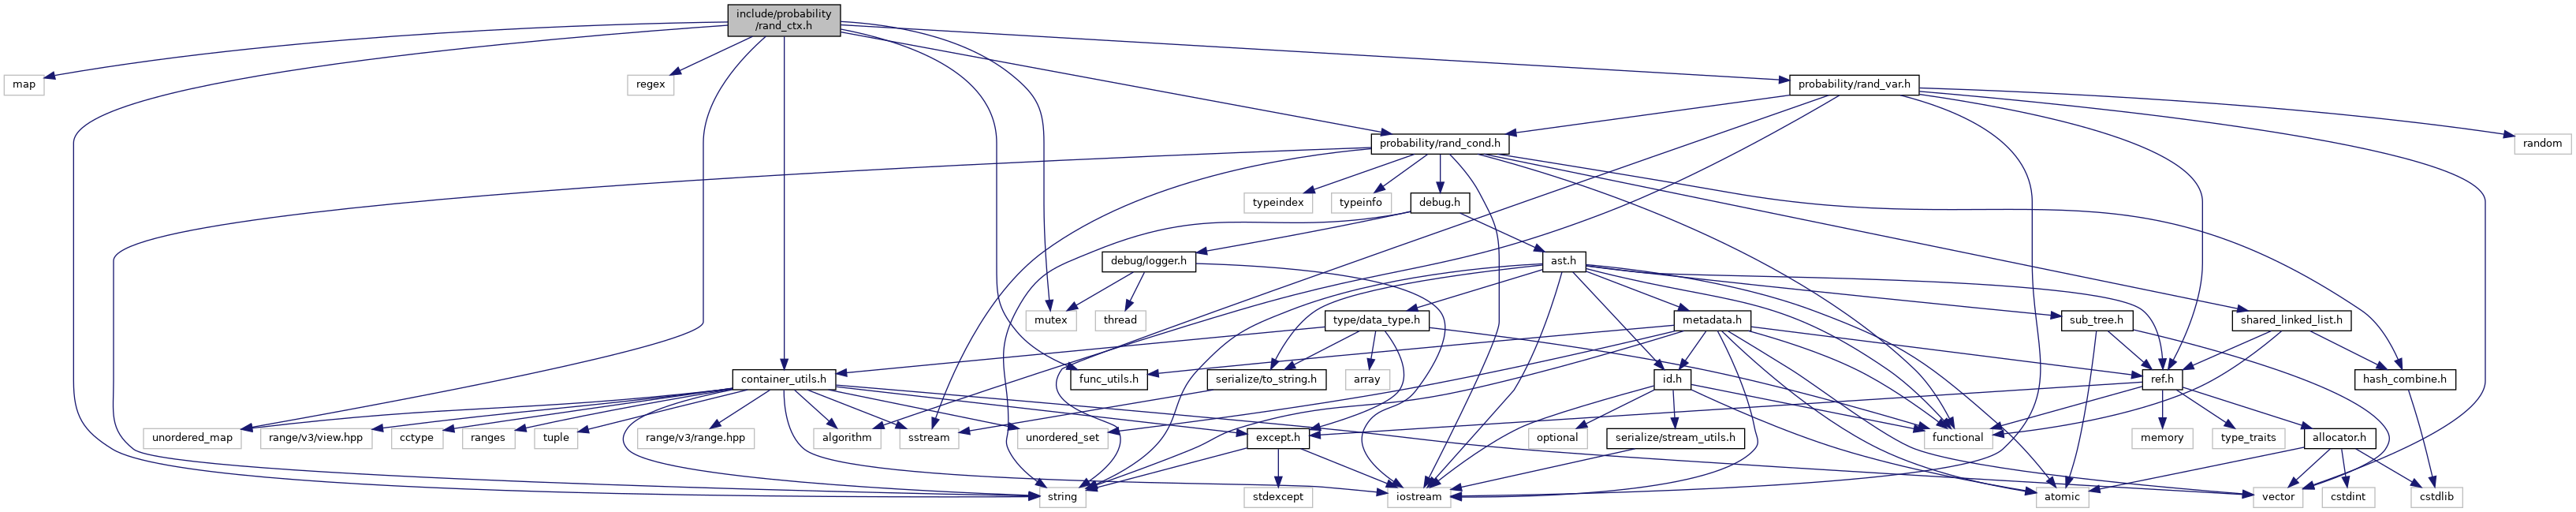 include/probability
/rand_ctx.h
map
regex
probability/rand_var.h
probability/rand_cond.h
random
typeindex
typeinfo
debug.h
debug/logger.h
ast.h
mutex
thread
type/data_type.h
metadata.h
sub_tree.h
shared_linked_list.h
container_utils.h
func_utils.h
serialize/to_string.h
array
id.h
ref.h
hash_combine.h
unordered_map
range/v3/view.hpp
cctype
ranges
tuple
range/v3/range.hpp
algorithm
sstream
unordered_set
except.h
optional
serialize/stream_utils.h
functional
memory
type_traits
allocator.h
string
stdexcept
iostream
atomic
vector
cstdint
cstdlib